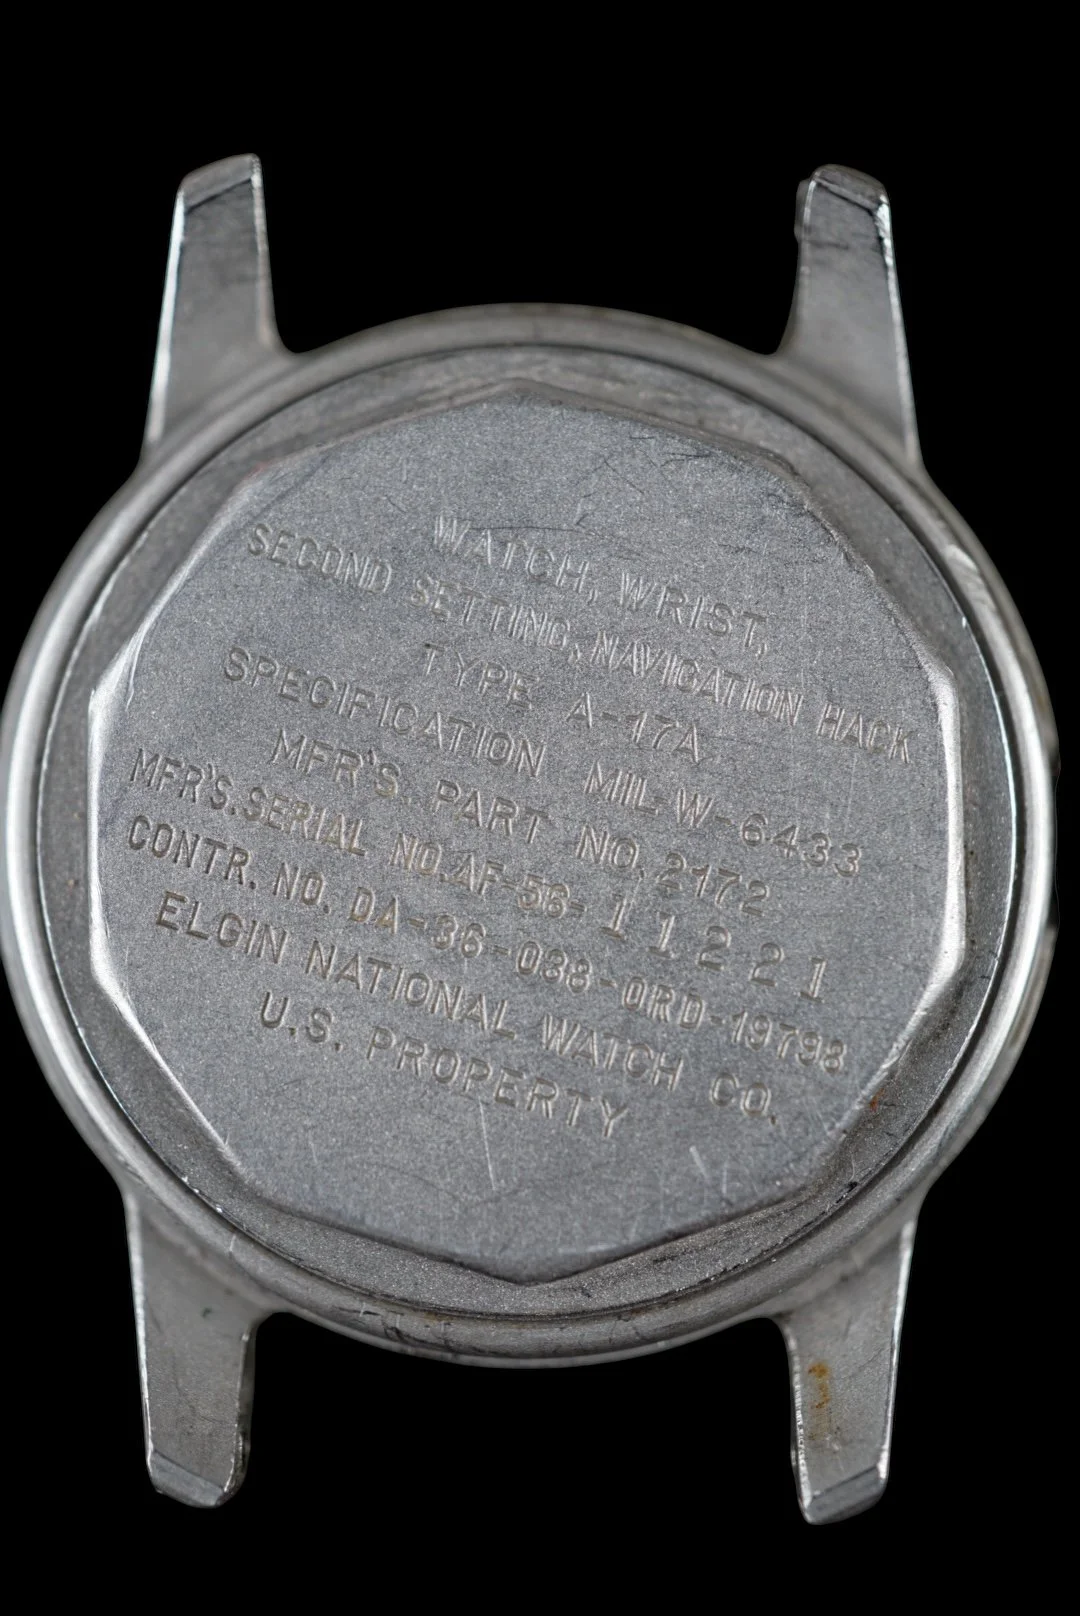 WATCH, WRIST,
SECOND SETTING, NAVIGATION HACK
TYPE A-17A
SPECIFICATION MIL-W-6433
MFR'S. PART NO. 2172
MFR'S. SERIAL NO. AF-56-11221
CONTR. NO. DA-36-038-ORD-19798
ELGIN NATIONAL WATCH CO.
U.S. PROPERTY